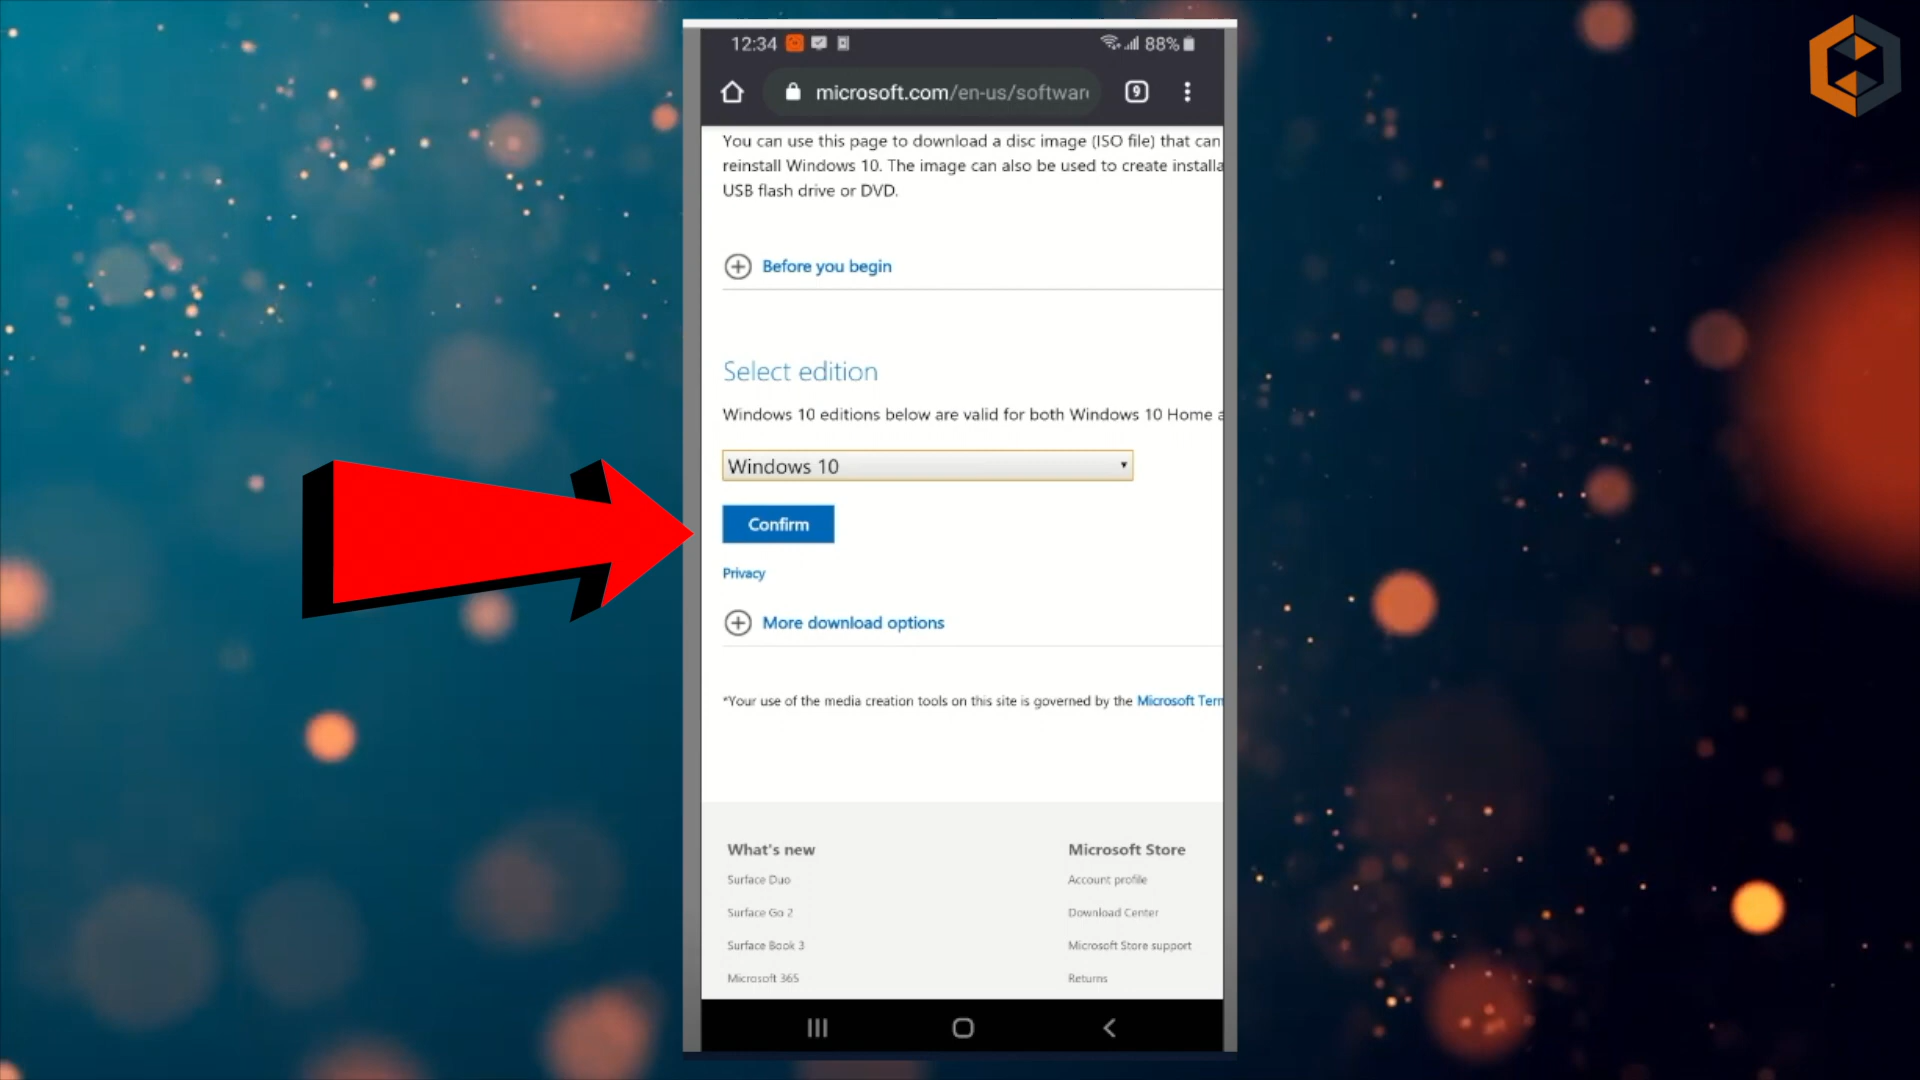 12:34
88%
microsoft.com/en-us/software
9
You can use this page to download a disc image (ISO file) that can
reinstall Windows 10. The image can also be used to create installa
USB flash drive or DVD.
Before you begin
Select edition
Windows 10 editions below are valid for both Windows 10 Home a
Windows 10
Confirm
Privacy
More download options
*Your use of the media creation tools on this site is governed by the Microsoft Term
What's new
Microsoft Store
Surface Duo
Account profile
Surface Go 2
Download Center
Surface Book 3
Microsoft Store support
Microsoft 365
Returns